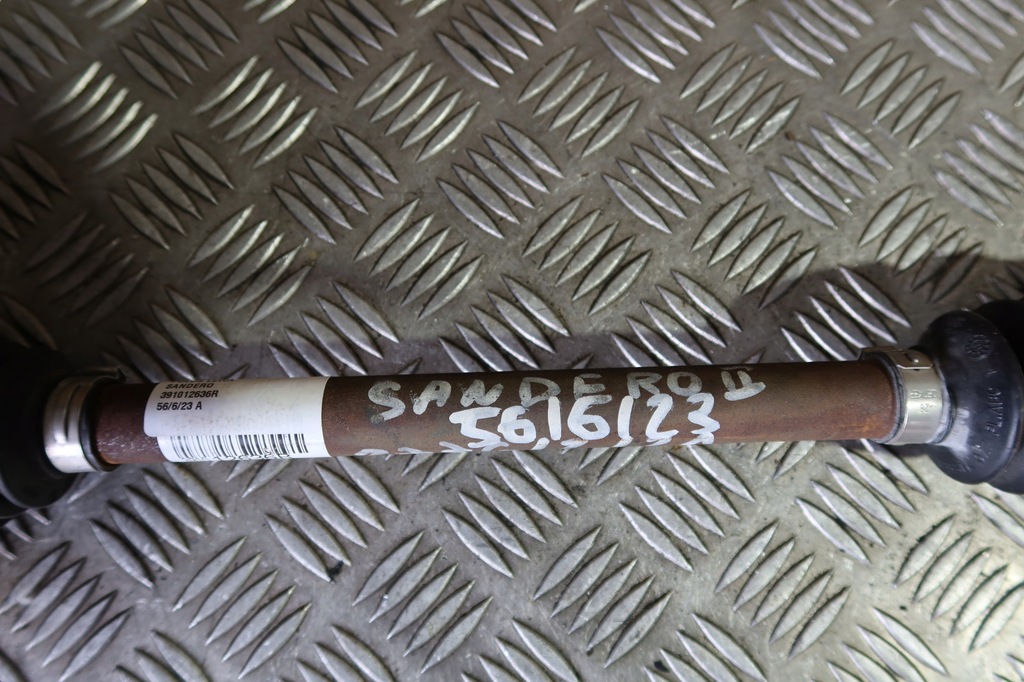 SANDERO
391012636R
56/6/23 A
SANDERO II
56/6/23